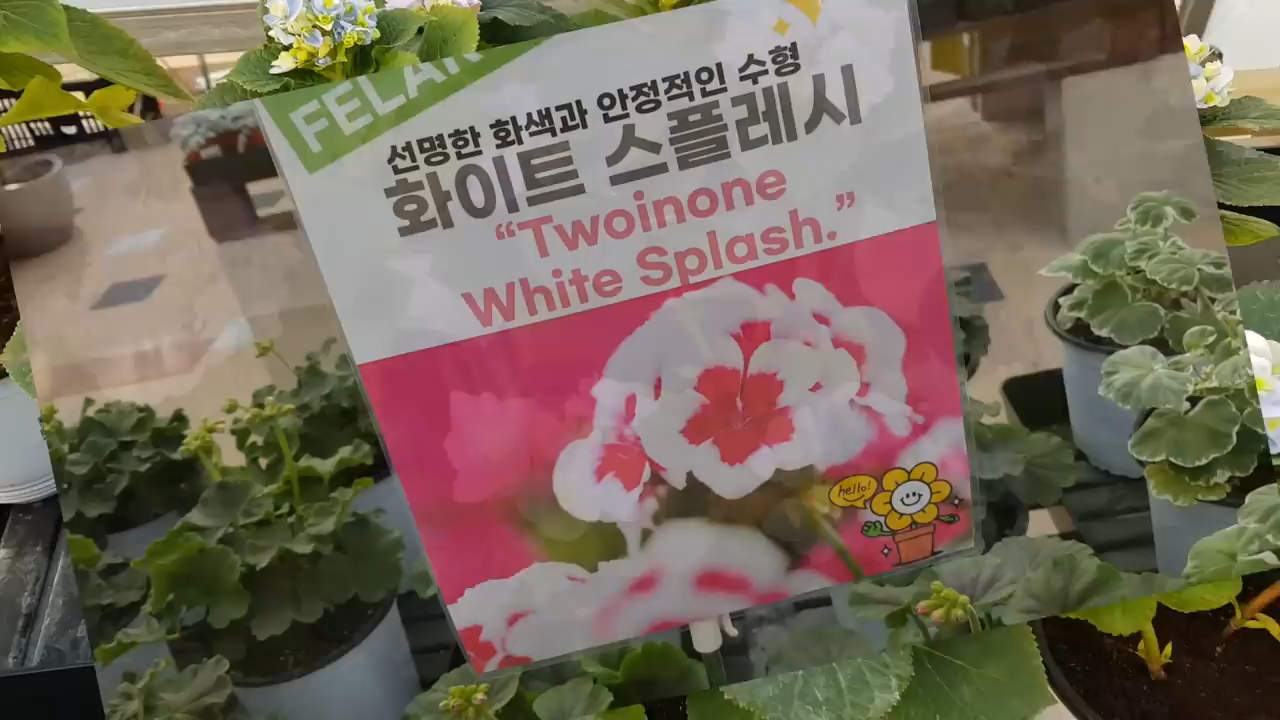 선명한 화색과 안정적인 수형
화이트 스플레시
“Twoinone
White Splash.”
hello!